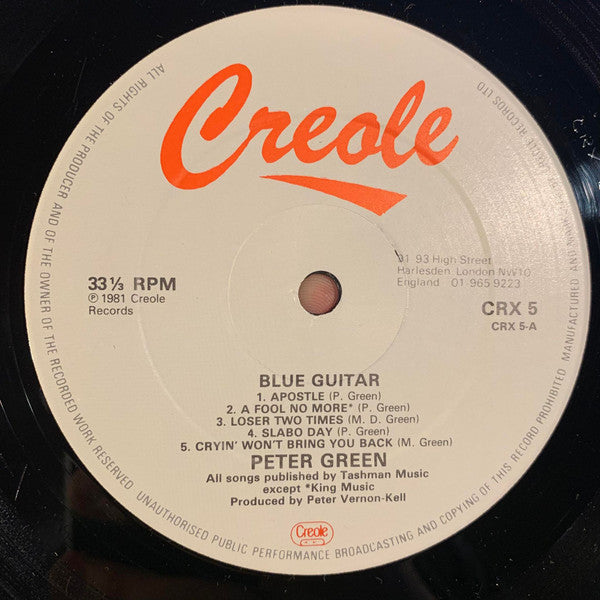 Creole
91 93 High Street
Harlesden London NW10
England 01 965 9223
33⅓ RPM
℗ 1981 Creole
Records
CRX 5
CRX 5-A
BLUE GUITAR
1. APOSTLE (P. Green)
2. A FOOL NO MORE* (P. Green)
3. LOSER TWO TIMES (M. D. Green)
4. SLABO DAY (P. Green)
5. CRYIN' WON'T BRING YOU BACK (M. Green)
PETER GREEN
All songs published by Tashman Music
except *King Music
Produced by Peter Vernon-Kell
Creole
ALL RIGHTS OF THE PRODUCER AND OF THE OWNER OF THE RECORDED WORK RESERVED. UNAUTHORISED PUBLIC PERFORMANCE BROADCASTING AND COPYING OF THIS RECORD PROHIBITED. MANUFACTURED AND RECORDS LTD